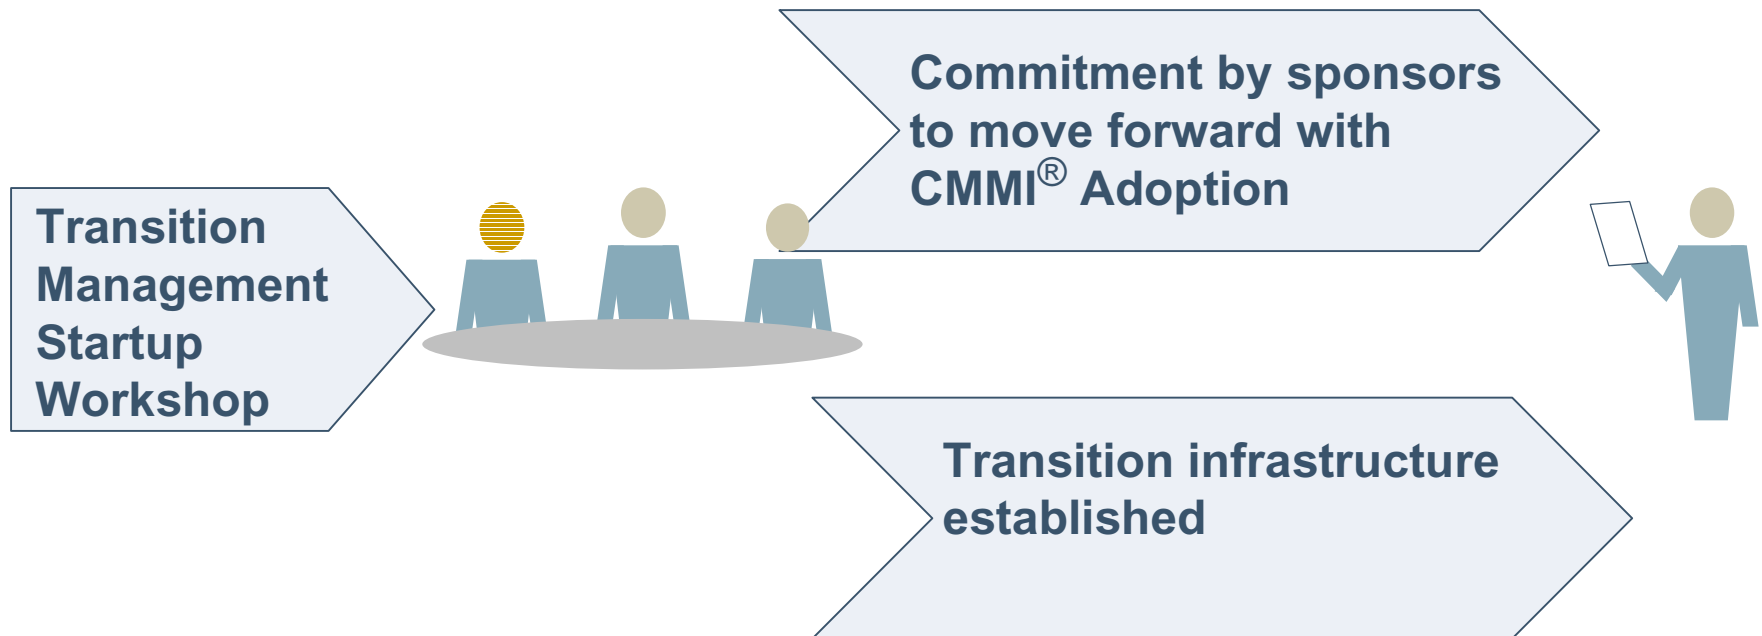 Transition
Management
Startup
Workshop
Commitment by sponsors
to move forward with
CMMI® Adoption
Transition infrastructure
established